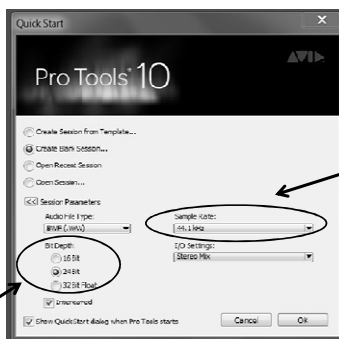 Quick Start
AVID
Pro Tools 10
Create Session from Template...
Create Blank Session
Open Recent Session
Open Session...
<< Session Parameters
Audio File Type: Sample Rate:
BWF (.WAV) 44.1 kHz
Bit Depth: I/O Settings:
16 Bit Stereo Mix
24 Bit
32 Bit Float
Interleaved
Show QuickStart dialog when Pro Tools starts Cancel OK